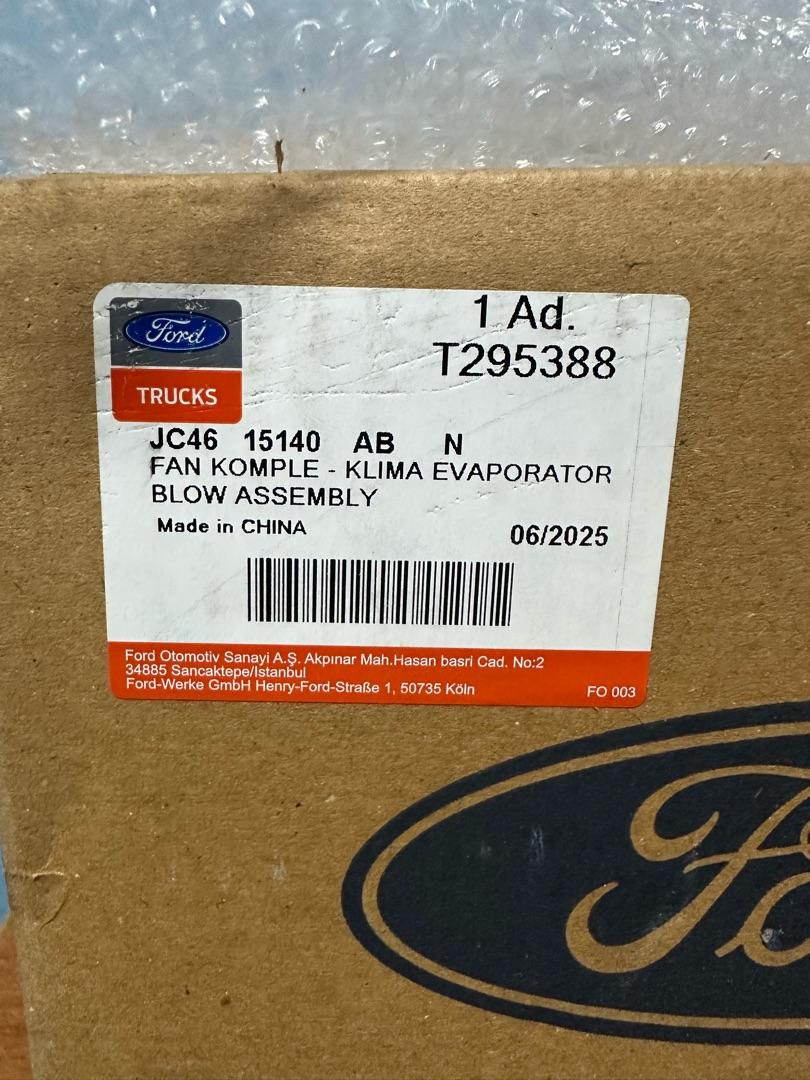 Ford
TRUCKS
1 Ad.
T295388
JC46 15140 AB N
FAN KOMPLE - KLIMA EVAPORATOR
BLOW ASSEMBLY
Made in CHINA
06/2025
Ford Otomotiv Sanayi A.Ş. Akpınar Mah.Hasan basri Cad. No:2
34885 Sancaktepe/Istanbul
Ford-Werke GmbH Henry-Ford-Straße 1, 50735 Köln
FO 003